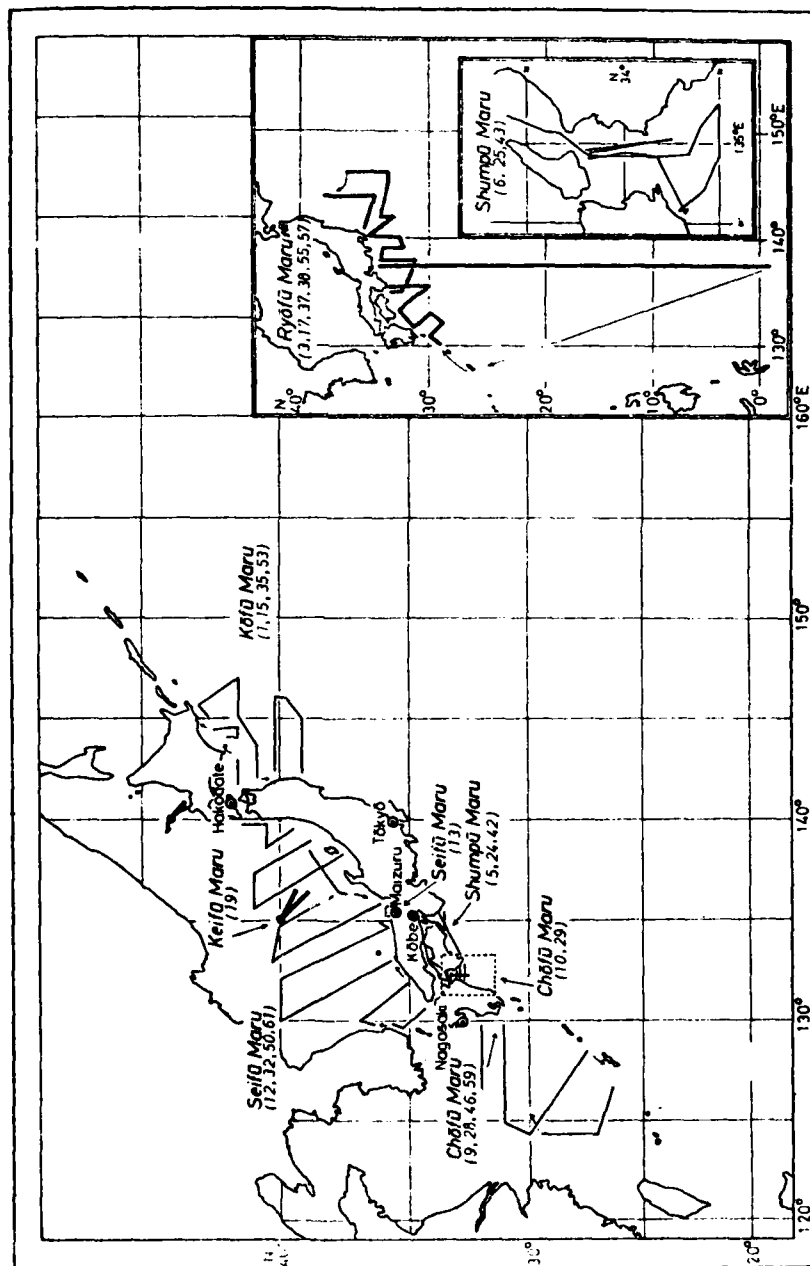 Keifū Maru
(19)
Seifū Maru
(12,32,50,61)
Hakodate
Kōfū Maru
(1,15,35,53)
Maizuru
Tōkyō
Kōbe
Seifū Maru
(13)
Shumpū Maru
(5,24,42)
Nagasaki
Chōfū Maru
(9,28,46,59)
Chōfū Maru
(10,29)
40°
30°
20°
120°
130°
140°
150°
160°E
Ryōfū Maru
(3,17,37,38,55,57)
N
40°
30°
20°
10°
0°
130°
140°
150°E
Shumpū Maru
(6,25,43)
N
34°
135°E